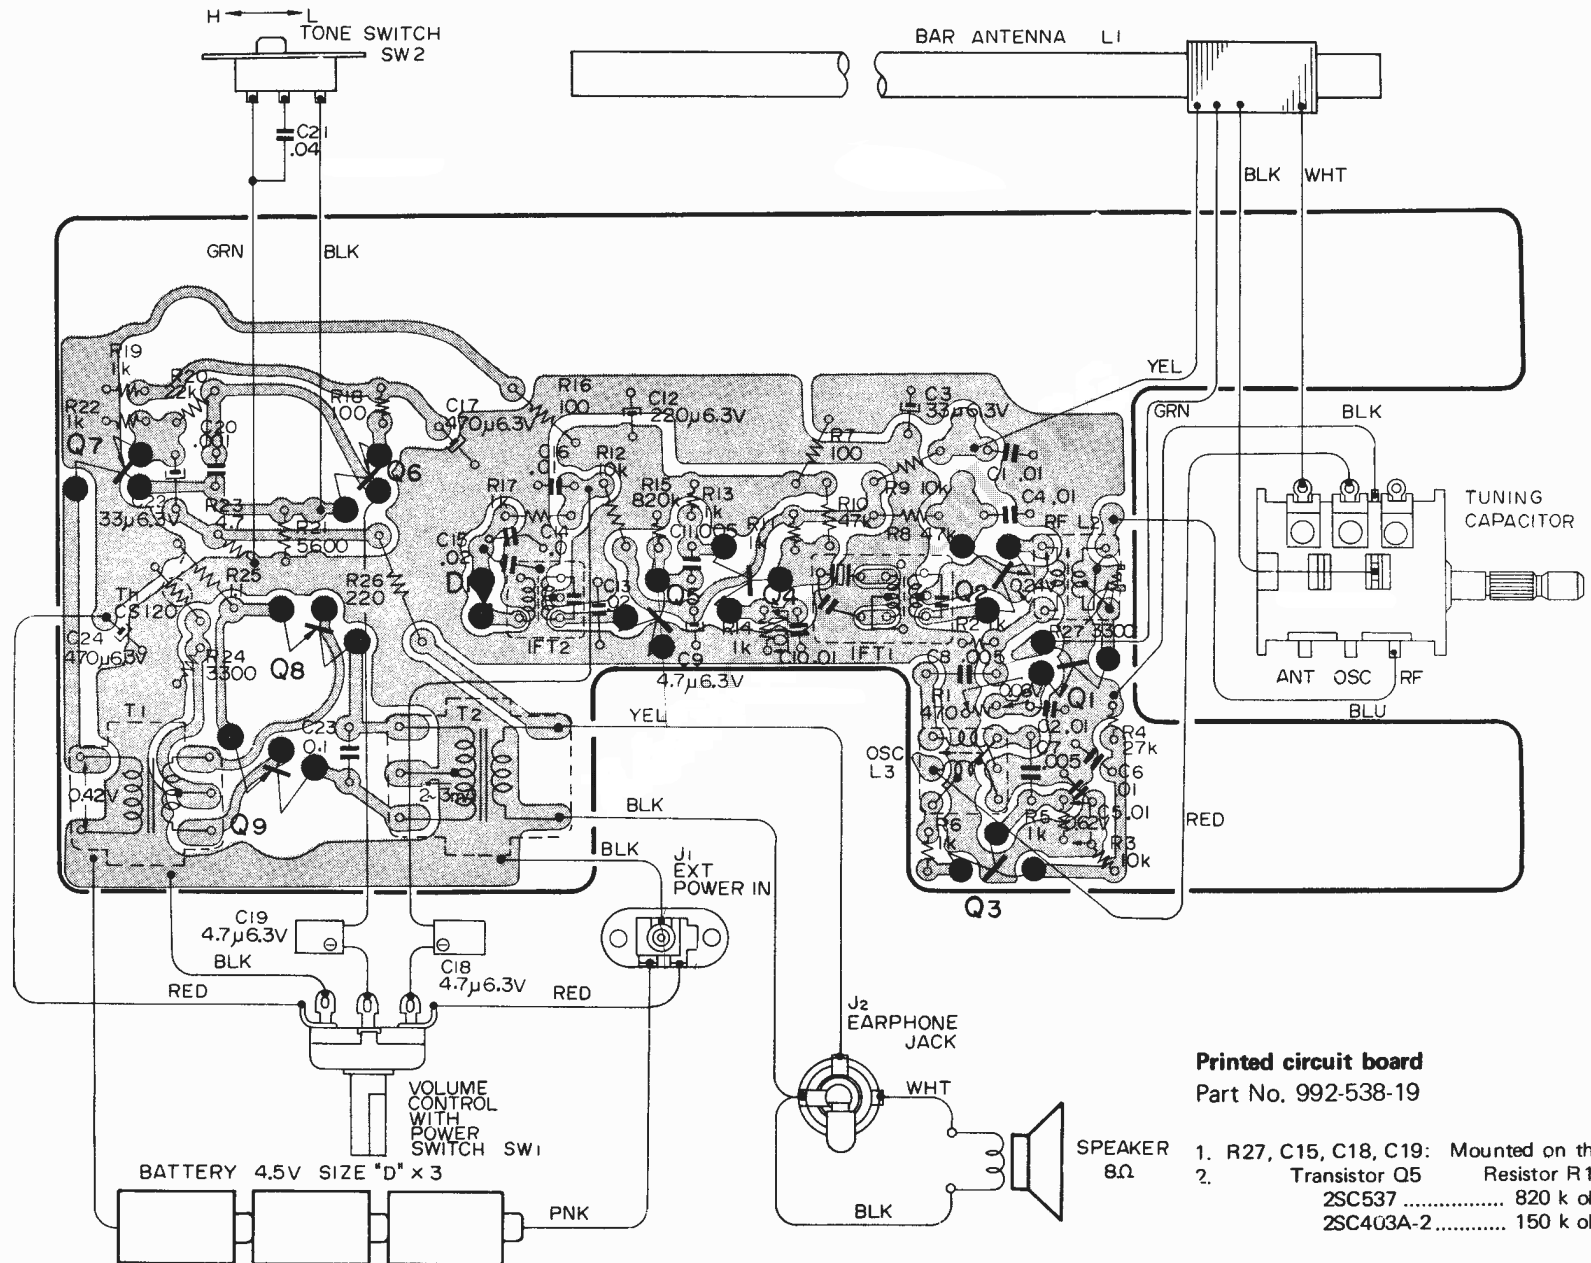 H L
TONE SWITCH
SW2
C21
.04
BAR ANTENNA L1
BLK WHT
GRN BLK
YEL
GRN
BLK
R19
1k
R20
22k
R22
1k
Q7
C20
.001
R18
100
C17
470µ6.3V
Q6
33µ6.3V
R23
4.7
R21
5600
R16
100
C12
220µ6.3V
R12
10k
R17
1k
R15
820k
R13
1k
C3
33µ6.3V
R7
100
C1 .01
C4 .01
R9 10k
R10
47k
R8 47k
RF L2
C15
.02
C14
C11
.005
Q5
Q4
Q2
0.24V
R27 3300
Th
CS120
R25
R26
220
C24
470µ6.3V
R24
3300
Q8
IFT2
C13
R14
1k
C10 .01
C9
4.7µ6.3V
IFT1
C8
.005
R1
470
Q1
C2 .01
C7
.005
R4
27k
C6
.01
C5 .01
OSC
L3
R6
1k
R5
1k
R3
10k
Q3
T1
0.42V
Q9
C23
0.1
T2
2~3mA
YEL
BLK
BLK
RED
BLU
TUNING
CAPACITOR
ANT OSC RF
J1
EXT
POWER IN
C19
4.7µ6.3V
C18
4.7µ6.3V
BLK
RED
RED
J2
EARPHONE
JACK
WHT
BLK
SPEAKER
8Ω
VOLUME
CONTROL
WITH
POWER
SWITCH SW1
BATTERY 4.5V SIZE "D" x 3
PNK
Printed circuit board
Part No. 992-538-19
1. R27, C15, C18, C19: Mounted on th
2. Transistor Q5 Resistor R1
2SC537 ................ 820 k o
2SC403A-2 ............ 150 k o